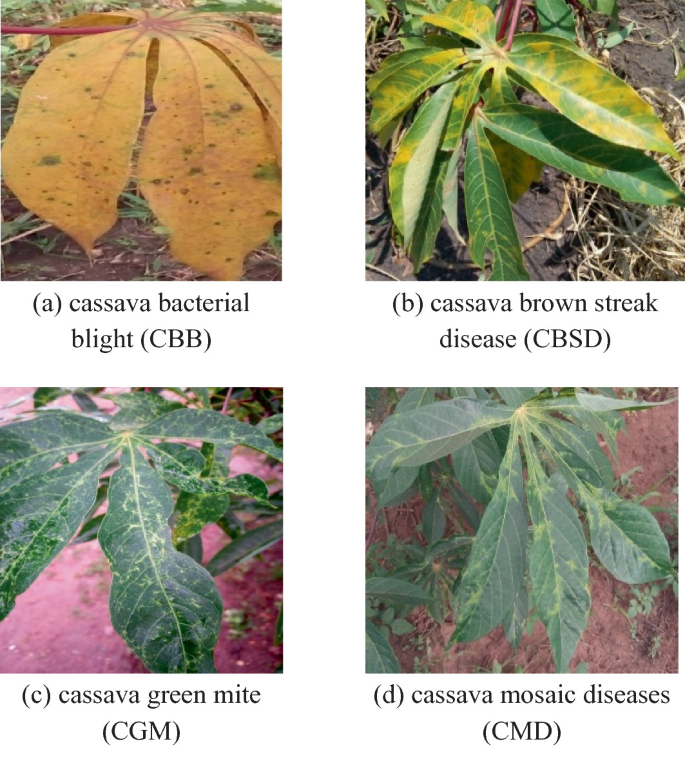 (a) cassava bacterial
blight (CBB)
(b) cassava brown streak
disease (CBSD)
(c) cassava green mite
(CGM)
(d) cassava mosaic diseases
(CMD)